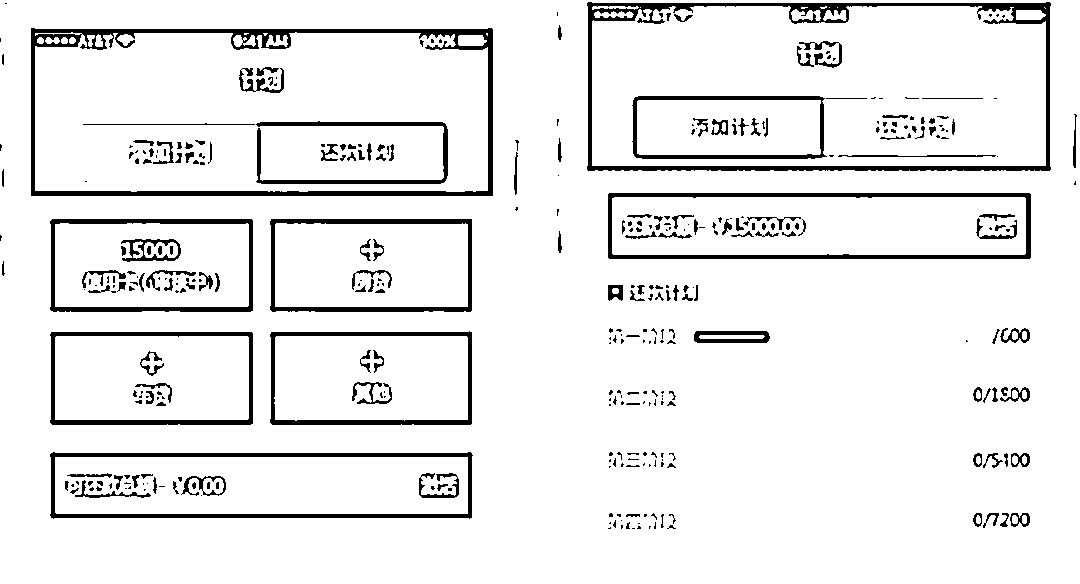 AT&T 9:41 AM 100%
计划
添加计划 还款计划
15000
信用卡(审核中)
+
房贷
+
车贷
+
其他
可还款总额- ¥0.00 激活
AT&T 9:41 AM 100%
计划
添加计划 还款计划
还款总额- ¥15000.00 激活
还款计划
第一阶段 /600
第二阶段 0/1800
第三阶段 0/5400
第四阶段 0/7200